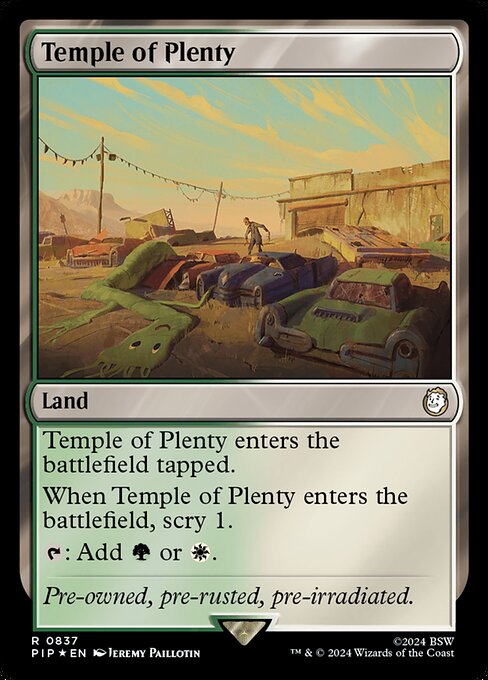 Temple of Plenty
Land
Temple of Plenty enters the
battlefield tapped.
When Temple of Plenty enters the
battlefield, scry 1.
: Add or .
Pre-owned, pre-rusted, pre-irradiated.
R 0837
PIP ★ EN JEREMY PAILLOTIN
©2024 BSW
™ & © 2024 Wizards of the Coast